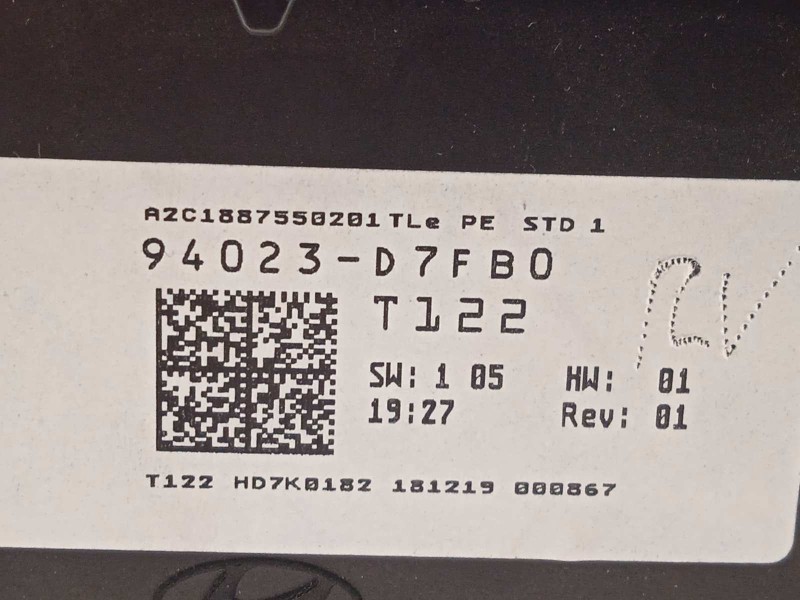 A2C1887550201 TLe PE STD 1
94023-D7FB0
T122
SW: 1 05 HW: 01
19:27 Rev: 01
T122 HD7K0182 181219 000867